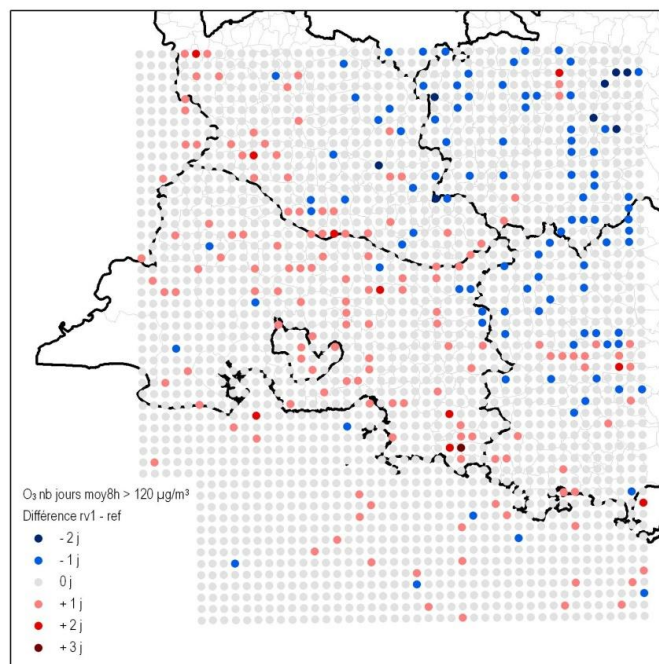 O₃ nb jours moy8h > 120 µg/m³
Différence rv1 - ref
- 2 j
- 1 j
0 j
+ 1 j
+ 2 j
+ 3 j